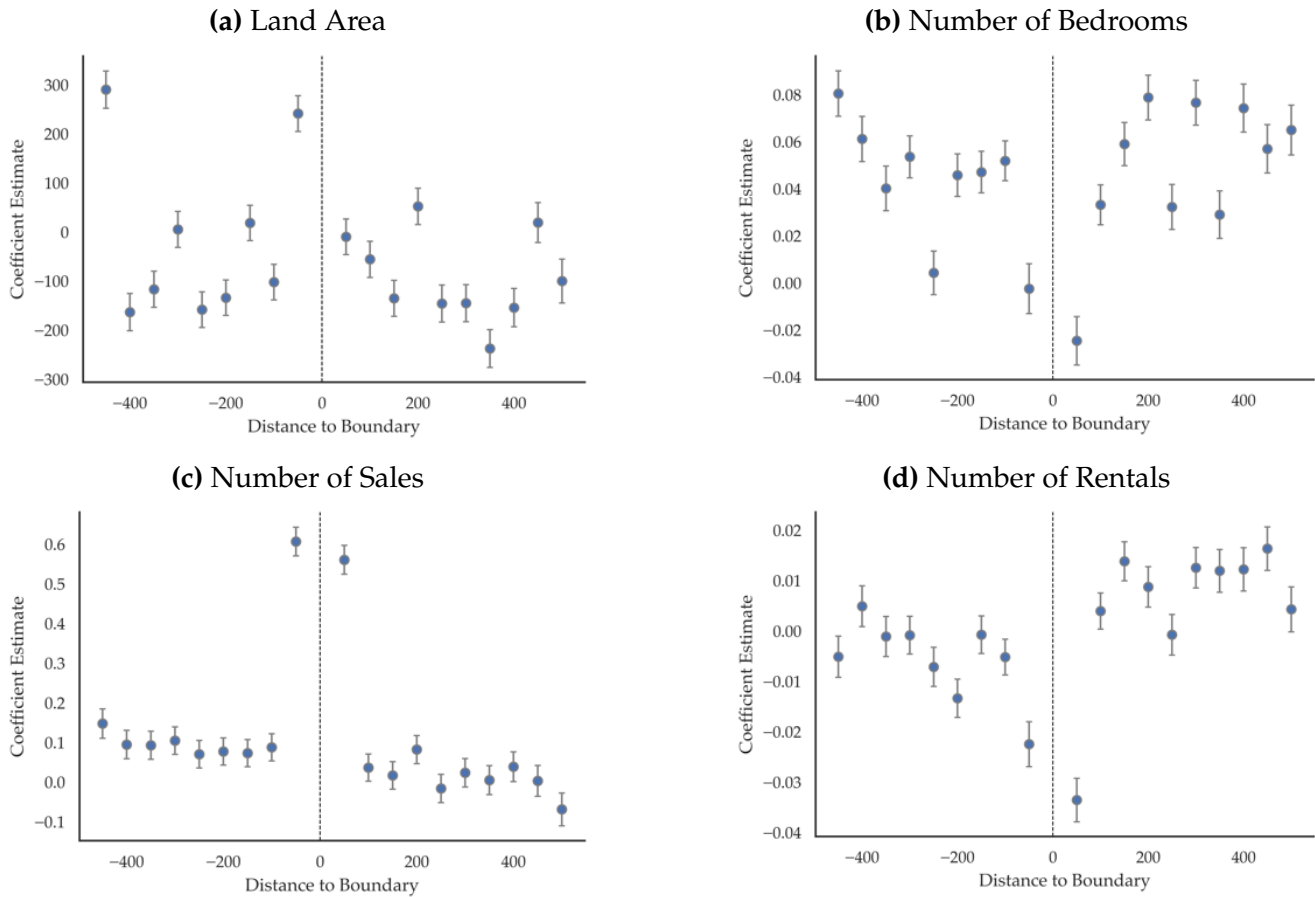 (a) Land Area
300
200
100
0
−100
−200
−300
Coefficient Estimate
−400 −200 0 200 400
Distance to Boundary
(b) Number of Bedrooms
0.08
0.06
0.04
0.02
0.00
−0.02
−0.04
Coefficient Estimate
−400 −200 0 200 400
Distance to Boundary
(c) Number of Sales
0.6
0.5
0.4
0.3
0.2
0.1
0.0
−0.1
Coefficient Estimate
−400 −200 0 200 400
Distance to Boundary
(d) Number of Rentals
0.02
0.01
0.00
−0.01
−0.02
−0.03
−0.04
Coefficient Estimate
−400 −200 0 200 400
Distance to Boundary